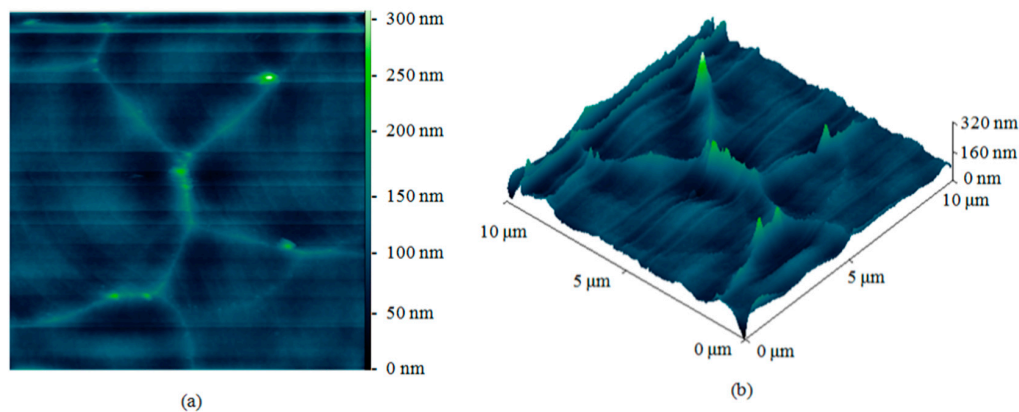 300 nm
250 nm
200 nm
150 nm
100 nm
50 nm
0 nm
(a)
320 nm
160 nm
0 nm
10 μm
10 μm
5 μm
5 μm
0 μm
0 μm
(b)